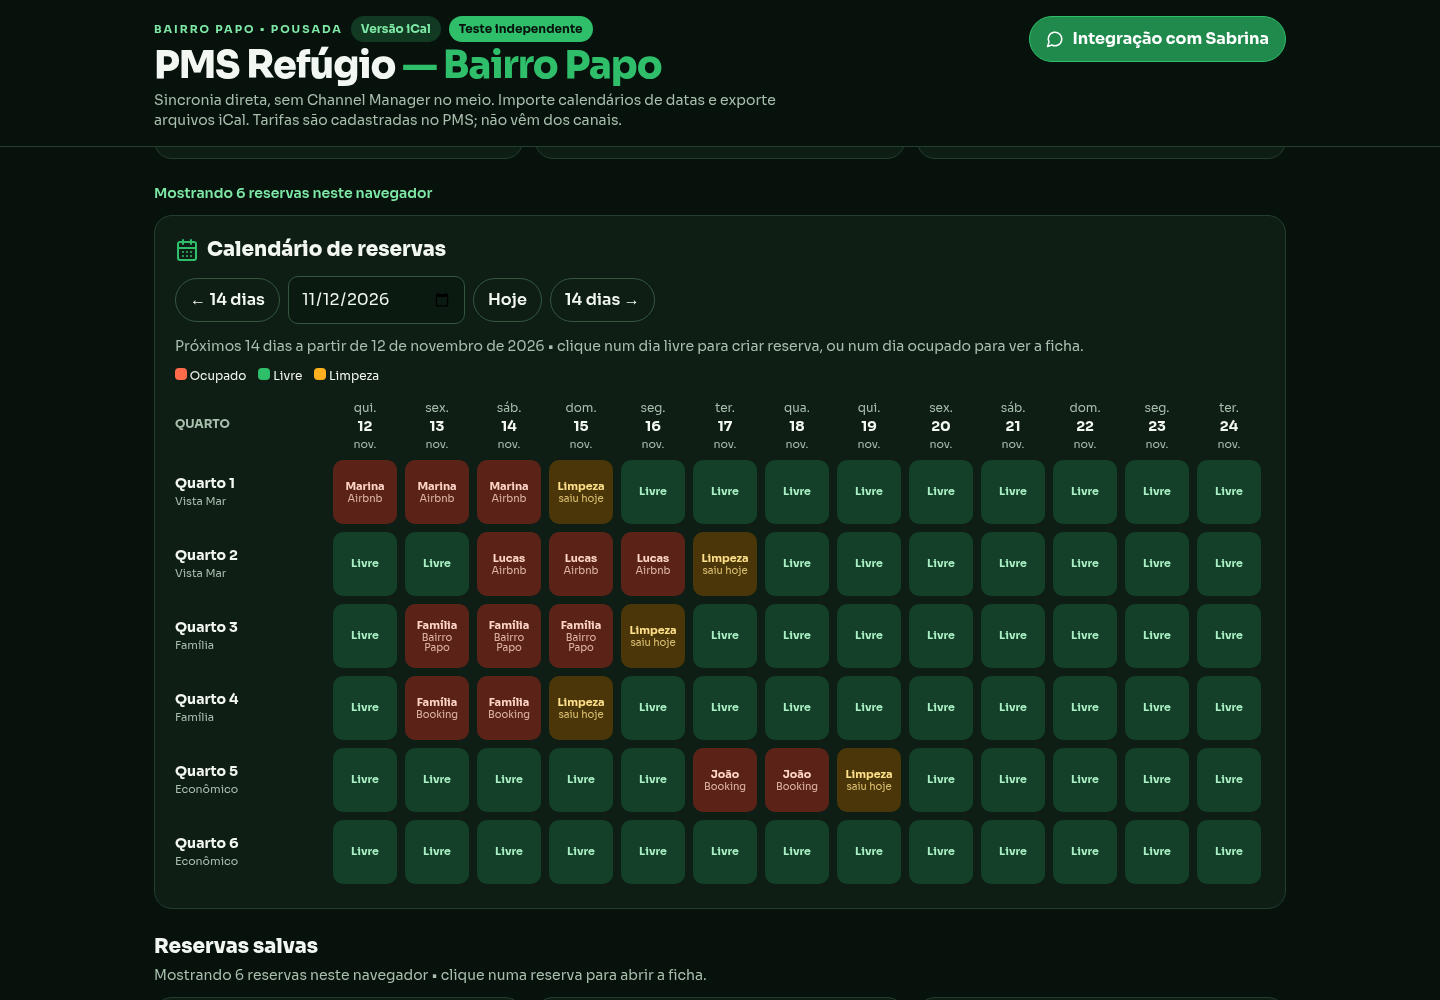 BAIRRO PAPO • POUSADA Versão iCal Teste independente
PMS Refúgio — Bairro Papo
Sincronia direta, sem Channel Manager no meio. Importe calendários de datas e exporte
arquivos iCal. Tarifas são cadastradas no PMS; não vêm dos canais.
Integração com Sabrina
Mostrando 6 reservas neste navegador
Calendário de reservas
← 14 dias 11/12/2026 Hoje 14 dias →
Próximos 14 dias a partir de 12 de novembro de 2026 • clique num dia livre para criar reserva, ou num dia ocupado para ver a ficha.
Ocupado Livre Limpeza
qui. sex. sáb. dom. seg. ter. qua. qui. sex. sáb. dom. seg. ter.
QUARTO 12 13 14 15 16 17 18 19 20 21 22 23 24
nov. nov. nov. nov. nov. nov. nov. nov. nov. nov. nov. nov. nov.
Quarto 1 Marina Marina Marina Limpeza Livre Livre Livre Livre Livre Livre Livre Livre Livre
Vista Mar Airbnb Airbnb Airbnb saiu hoje
Quarto 2 Livre Livre Lucas Lucas Lucas Limpeza Livre Livre Livre Livre Livre Livre Livre
Vista Mar Airbnb Airbnb Airbnb saiu hoje
Quarto 3 Livre Família Família Família Limpeza Livre Livre Livre Livre Livre Livre Livre Livre
Família Bairro Bairro Bairro saiu hoje
Papo Papo Papo
Quarto 4 Livre Família Família Limpeza Livre Livre Livre Livre Livre Livre Livre Livre Livre
Família Booking Booking saiu hoje
Quarto 5 Livre Livre Livre Livre Livre João João Limpeza Livre Livre Livre Livre Livre
Econômico Booking Booking saiu hoje
Quarto 6 Livre Livre Livre Livre Livre Livre Livre Livre Livre Livre Livre Livre Livre
Econômico
Reservas salvas
Mostrando 6 reservas neste navegador • clique numa reserva para abrir a ficha.